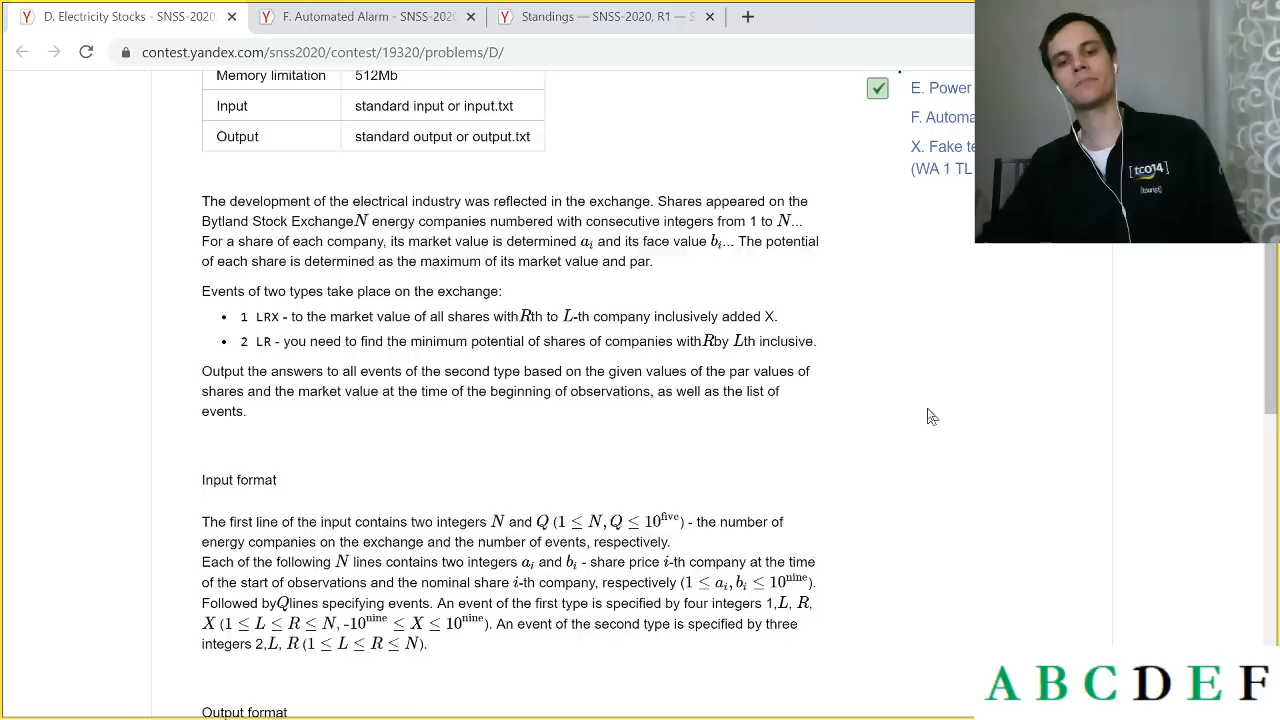 D. Electricity Stocks - SNSS-2020,
F. Automated Alarm - SNSS-202
Standings — SNSS-2020, R1 — S
contest.yandex.com/snss2020/contest/19320/problems/D/
Memory limitation 512Mb
Input standard input or input.txt
Output standard output or output.txt
E. Power
F. Automa
X. Fake te
(WA 1 TL
[tco14]
[tourist]
The development of the electrical industry was reflected in the exchange. Shares appeared on the
Bytland Stock ExchangeN energy companies numbered with consecutive integers from 1 to N...
For a share of each company, its market value is determined aᵢ and its face value bᵢ... The potential
of each share is determined as the maximum of its market value and par.
Events of two types take place on the exchange:
• 1 LRX - to the market value of all shares withRth to L-th company inclusively added X.
• 2 LR - you need to find the minimum potential of shares of companies withRby Lth inclusive.
Output the answers to all events of the second type based on the given values of the par values of
shares and the market value at the time of the beginning of observations, as well as the list of
events.
Input format
The first line of the input contains two integers N and Q (1 ≤ N, Q ≤ 10^five) - the number of
energy companies on the exchange and the number of events, respectively.
Each of the following N lines contains two integers aᵢ and bᵢ - share price i-th company at the time
of the start of observations and the nominal share i-th company, respectively (1 ≤ aᵢ, bᵢ ≤ 10^nine).
Followed byQlines specifying events. An event of the first type is specified by four integers 1,L, R,
X (1 ≤ L ≤ R ≤ N, -10^nine ≤ X ≤ 10^nine). An event of the second type is specified by three
integers 2,L, R (1 ≤ L ≤ R ≤ N).
Output format
A B C D E F